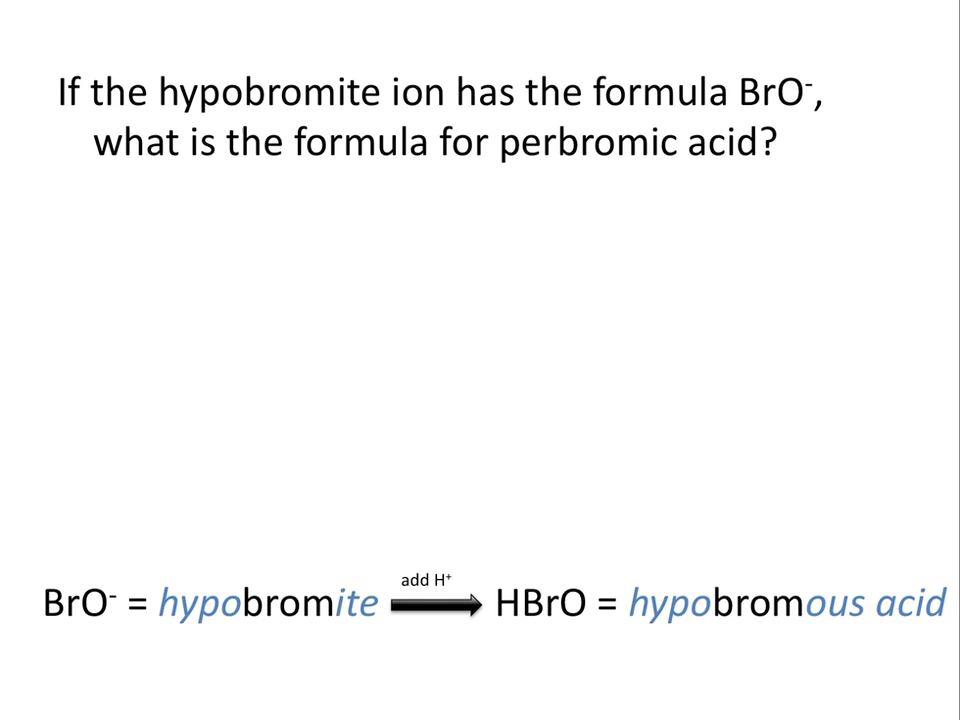 If the hypobromite ion has the formula BrO⁻,
what is the formula for perbromic acid?
add H⁺
BrO⁻ = hypobromite HBrO = hypobromous acid